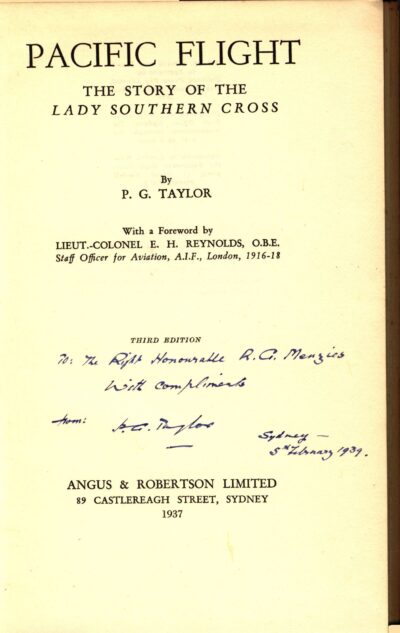 PACIFIC FLIGHT
THE STORY OF THE
LADY SOUTHERN CROSS
By
P. G. TAYLOR
With a Foreword by
LIEUT.-COLONEL E. H. REYNOLDS, O.B.E.
Staff Officer for Aviation, A.I.F., London, 1916-18
THIRD EDITION
To: The Right Honourable R. G. Menzies
With compliments
from: P. G. Taylor
Sydney —
5th February 1939.
ANGUS & ROBERTSON LIMITED
89 CASTLEREAGH STREET, SYDNEY
1937